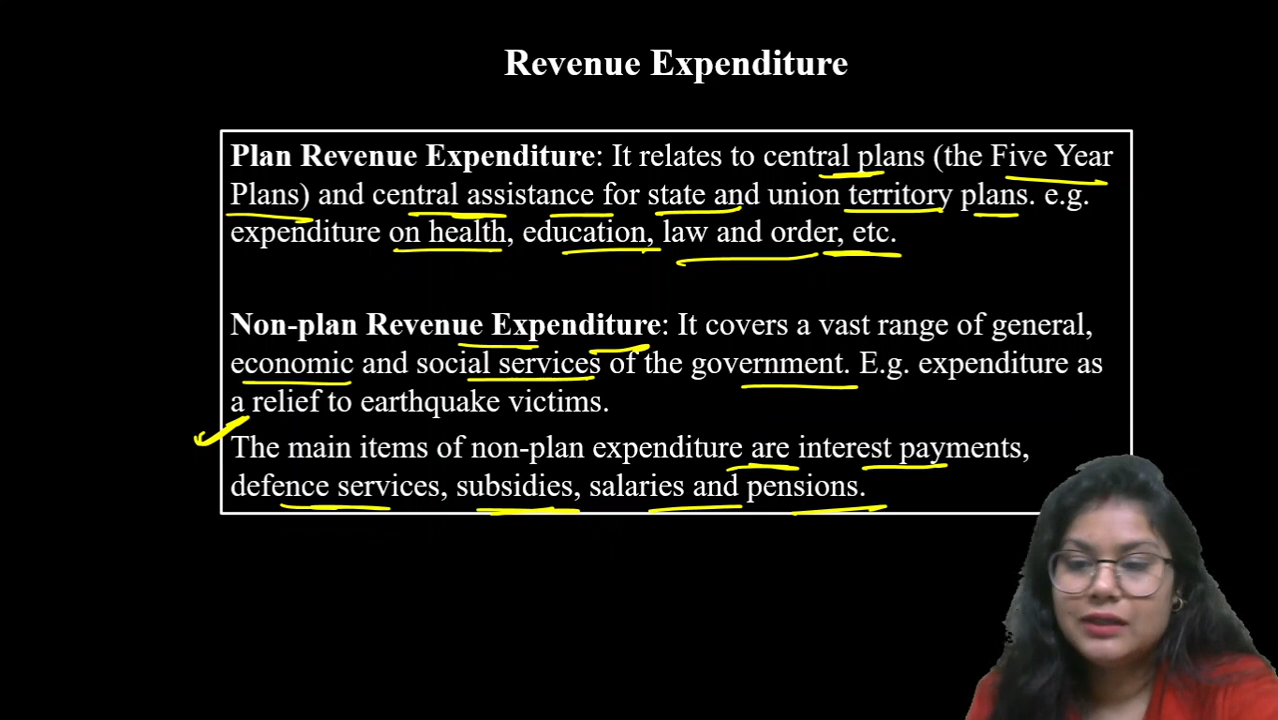 Revenue Expenditure
Plan Revenue Expenditure: It relates to central plans (the Five Year
Plans) and central assistance for state and union territory plans. e.g.
expenditure on health, education, law and order, etc.
Non-plan Revenue Expenditure: It covers a vast range of general,
economic and social services of the government. E.g. expenditure as
a relief to earthquake victims.
The main items of non-plan expenditure are interest payments,
defence services, subsidies, salaries and pensions.